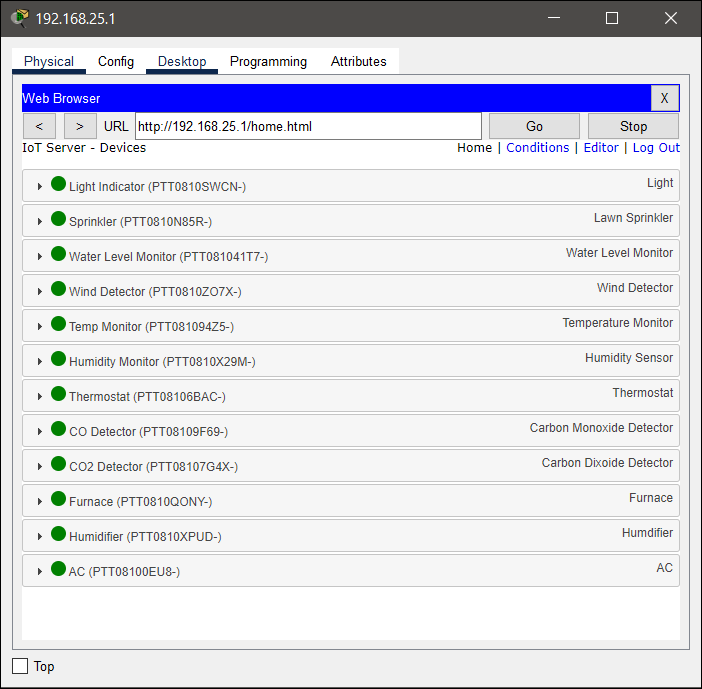 192.168.25.1
Physical Config Desktop Programming Attributes
Web Browser X
< > URL http://192.168.25.1/home.html Go Stop
IoT Server - Devices Home | Conditions | Editor | Log Out
Light Indicator (PTT0810SWCN-) Light
Sprinkler (PTT0810N85R-) Lawn Sprinkler
Water Level Monitor (PTT081041T7-) Water Level Monitor
Wind Detector (PTT0810ZO7X-) Wind Detector
Temp Monitor (PTT081094Z5-) Temperature Monitor
Humidity Monitor (PTT0810X29M-) Humidity Sensor
Thermostat (PTT08106BAC-) Thermostat
CO Detector (PTT08109F69-) Carbon Monoxide Detector
CO2 Detector (PTT08107G4X-) Carbon Dixoide Detector
Furnace (PTT0810QONY-) Furnace
Humidifier (PTT0810XPUD-) Humdifier
AC (PTT08100EU8-) AC
Top